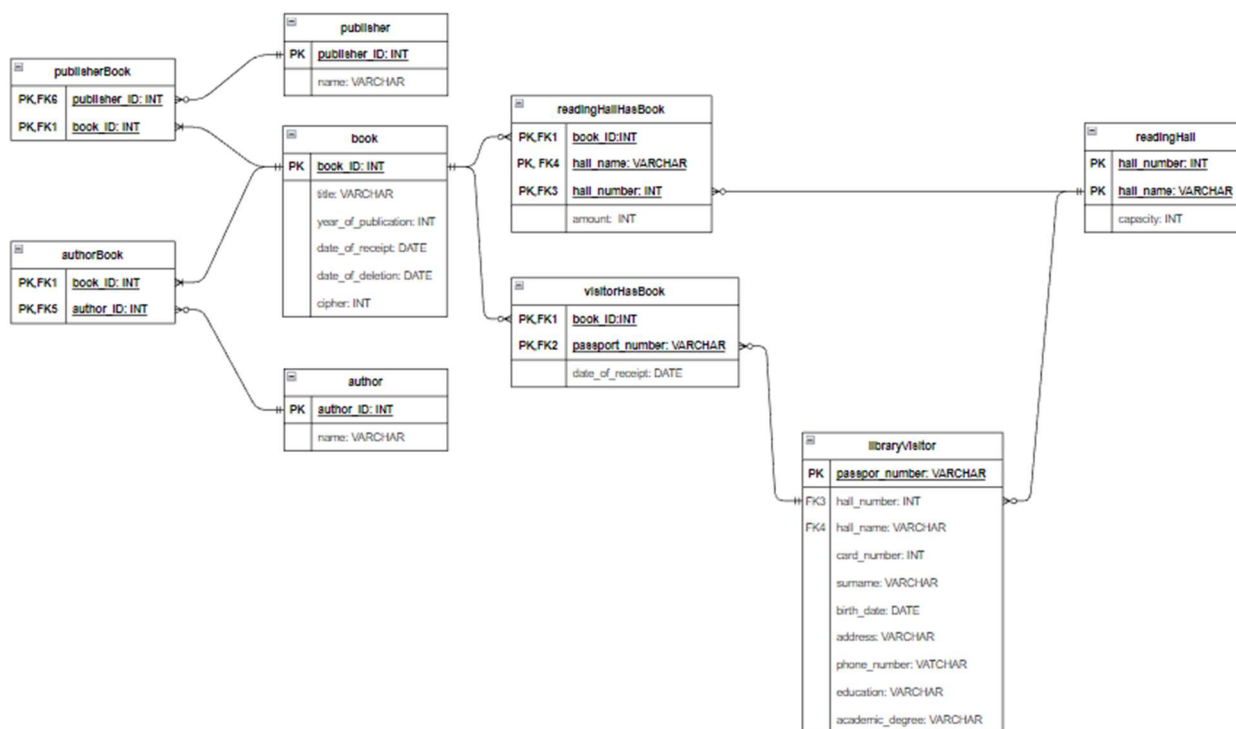 publisher
PK publisher_ID: INT
name: VARCHAR
publisherBook
PK,FK6 publisher_ID: INT
PK,FK1 book_ID: INT
book
PK book_ID: INT
title: VARCHAR
year_of_publication: INT
date_of_receipt: DATE
date_of_deletion: DATE
cipher: INT
authorBook
PK,FK1 book_ID: INT
PK,FK5 author_ID: INT
author
PK author_ID: INT
name: VARCHAR
readingHallHasBook
PK,FK1 book_ID:INT
PK, FK4 hall_name: VARCHAR
PK,FK3 hall_number: INT
amount: INT
visitorHasBook
PK,FK1 book_ID:INT
PK,FK2 passport_number: VARCHAR
date_of_receipt: DATE
readingHall
PK hall_number: INT
PK hall_name: VARCHAR
capacity: INT
libraryVisitor
PK passpor_number: VARCHAR
FK3 hall_number: INT
FK4 hall_name: VARCHAR
card_number: INT
surname: VARCHAR
birth_date: DATE
address: VARCHAR
phone_number: VATCHAR
education: VARCHAR
academic_degree: VARCHAR